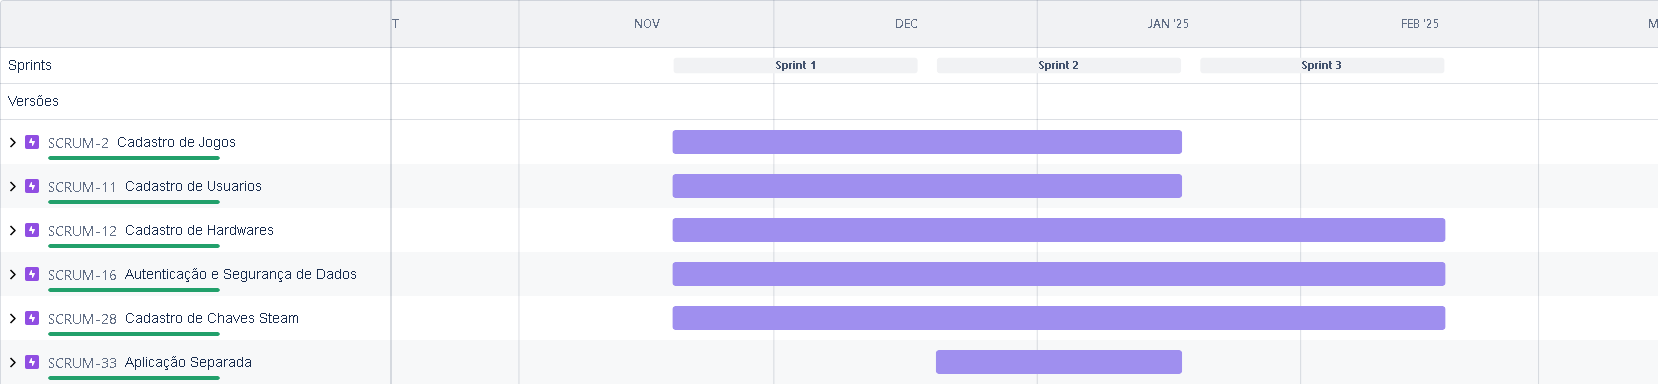 T NOV DEC JAN '25 FEB '25 M
Sprints Sprint 1 Sprint 2 Sprint 3
Versões
SCRUM-2 Cadastro de Jogos
SCRUM-11 Cadastro de Usuarios
SCRUM-12 Cadastro de Hardwares
SCRUM-16 Autenticação e Segurança de Dados
SCRUM-28 Cadastro de Chaves Steam
SCRUM-33 Aplicação Separada